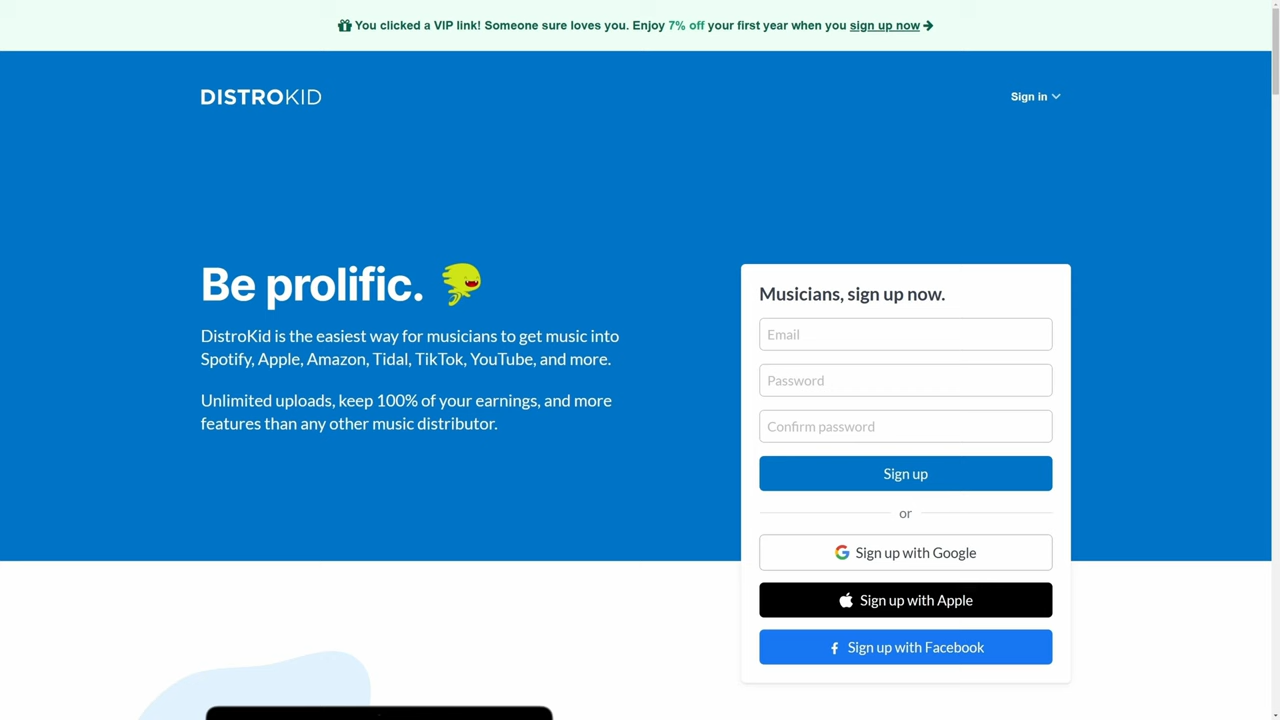 You clicked a VIP link! Someone sure loves you. Enjoy 7% off your first year when you sign up now
DISTROKID
Sign in
Be prolific.
DistroKid is the easiest way for musicians to get music into
Spotify, Apple, Amazon, Tidal, TikTok, YouTube, and more.
Unlimited uploads, keep 100% of your earnings, and more
features than any other music distributor.
Musicians, sign up now.
Email
Password
Confirm password
Sign up
or
Sign up with Google
Sign up with Apple
Sign up with Facebook